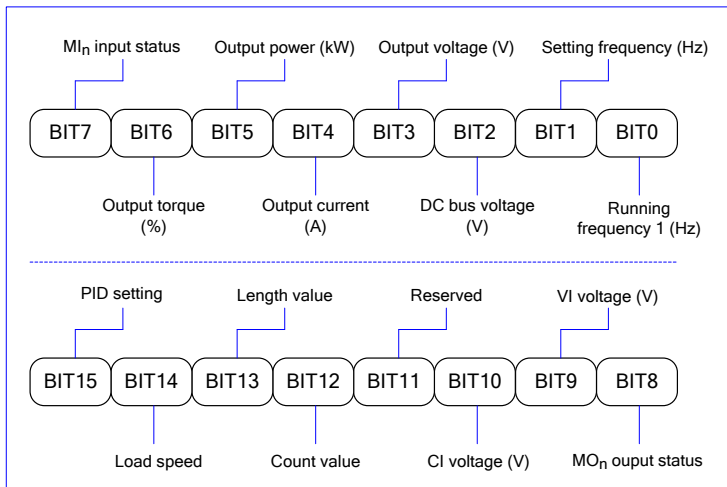 MIn input status
Output power (kW)
Output voltage (V)
Setting frequency (Hz)
BIT7
BIT6
BIT5
BIT4
BIT3
BIT2
BIT1
BIT0
Output torque
(%)
Output current
(A)
DC bus voltage
(V)
Running
frequency 1 (Hz)
PID setting
Length value
Reserved
VI voltage (V)
BIT15
BIT14
BIT13
BIT12
BIT11
BIT10
BIT9
BIT8
Load speed
Count value
CI voltage (V)
MOn ouput status